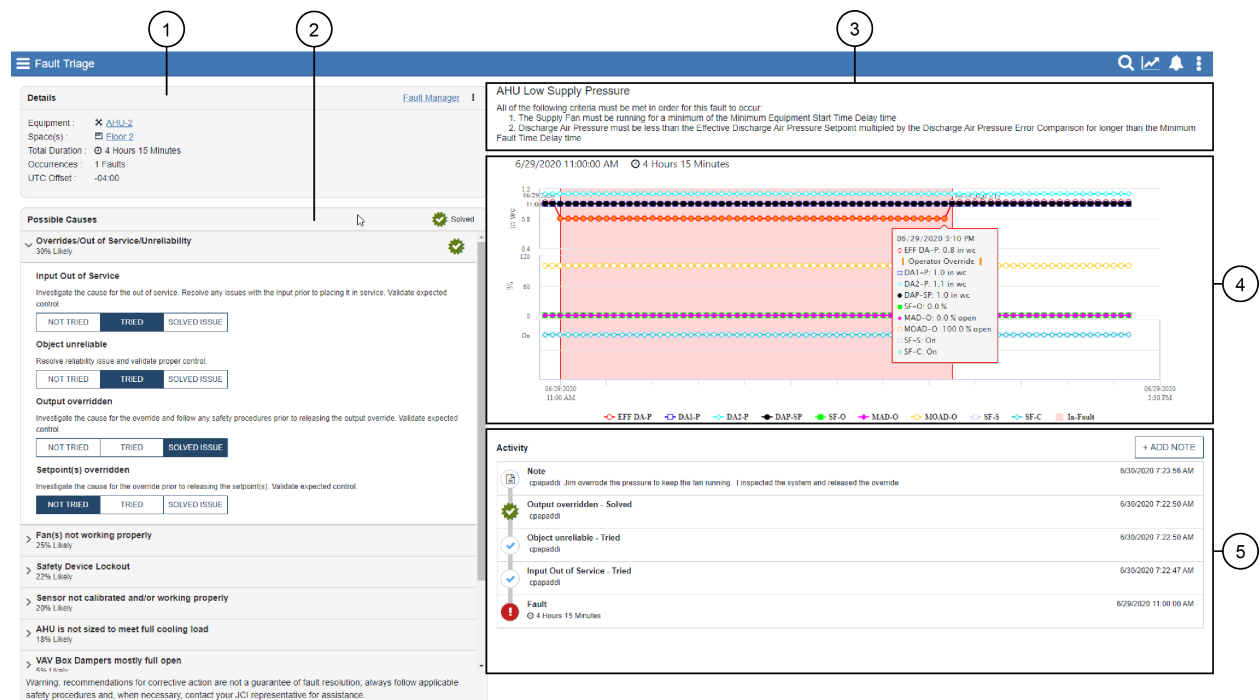 1
2
3
Fault Triage
Details
Fault Manager
Equipment :
AHU-2
Space(s) :
Floor 2
Total Duration :
4 Hours 15 Minutes
Occurrences :
1 Faults
UTC Offset :
-04:00
Possible Causes
Solved
Overrides/Out of Service/Unreliability
30% Likely
Input Out of Service
Investigate the cause for the out of service. Resolve any issues with the input prior to placing it in service. Validate expected
control.
NOT TRIED
TRIED
SOLVED ISSUE
Object unreliable
Resolve reliability issue and validate proper control.
NOT TRIED
TRIED
SOLVED ISSUE
Output overridden
Investigate the cause for the override and follow any safety procedures prior to releasing the output override. Validate expected
control.
NOT TRIED
TRIED
SOLVED ISSUE
Setpoint(s) overridden
Investigate the cause for the override prior to releasing the setpoint(s). Validate expected control.
NOT TRIED
TRIED
SOLVED ISSUE
Fan(s) not working properly
25% Likely
Safety Device Lockout
22% Likely
Sensor not calibrated and/or working properly
20% Likely
AHU is not sized to meet full cooling load
18% Likely
VAV Box Dampers mostly full open
5% Likely
Warning: recommendations for corrective action are not a guarantee of fault resolution; always follow applicable
safety procedures and, when necessary, contact your JCI representative for assistance.
AHU Low Supply Pressure
All of the following criteria must be met in order for this fault to occur:
1. The Supply Fan must be running for a minimum of the Minimum Equipment Start Time Delay time
2. Discharge Air Pressure must be less than the Effective Discharge Air Pressure Setpoint multipled by the Discharge Air Pressure Error Comparison for longer than the Minimum
Fault Time Delay time
6/29/2020 11:00:00 AM
4 Hours 15 Minutes
1.2
in wc
0.8
0.4
120
%
60
0
On
06/29/2020 3:10 PM
EFF DA-P: 0.8 in wc
Operator Override
DA1-P: 1.0 in wc
DA2-P: 1.1 in wc
DAP-SP: 1.0 in wc
SF-O: 0.0 %
MAD-O: 0.0 % open
MOAD-O: 100.0 % open
SF-S: On
SF-C: On
06/29/2020
11:00 AM
06/29/2020
5:50 PM
EFF DA-P
DA1-P
DA2-P
DAP-SP
SF-O
MAD-O
MOAD-O
SF-S
SF-C
In-Fault
4
Activity
+ ADD NOTE
Note
6/30/2020 7:23:56 AM
cpapaddi Jim overrode the pressure to keep the fan running. I inspected the system and released the override
Output overridden - Solved
6/30/2020 7:22:50 AM
cpapaddi
Object unreliable - Tried
6/30/2020 7:22:50 AM
cpapaddi
Input Out of Service - Tried
6/30/2020 7:22:47 AM
cpapaddi
Fault
6/29/2020 11:00:00 AM
4 Hours 15 Minutes
5